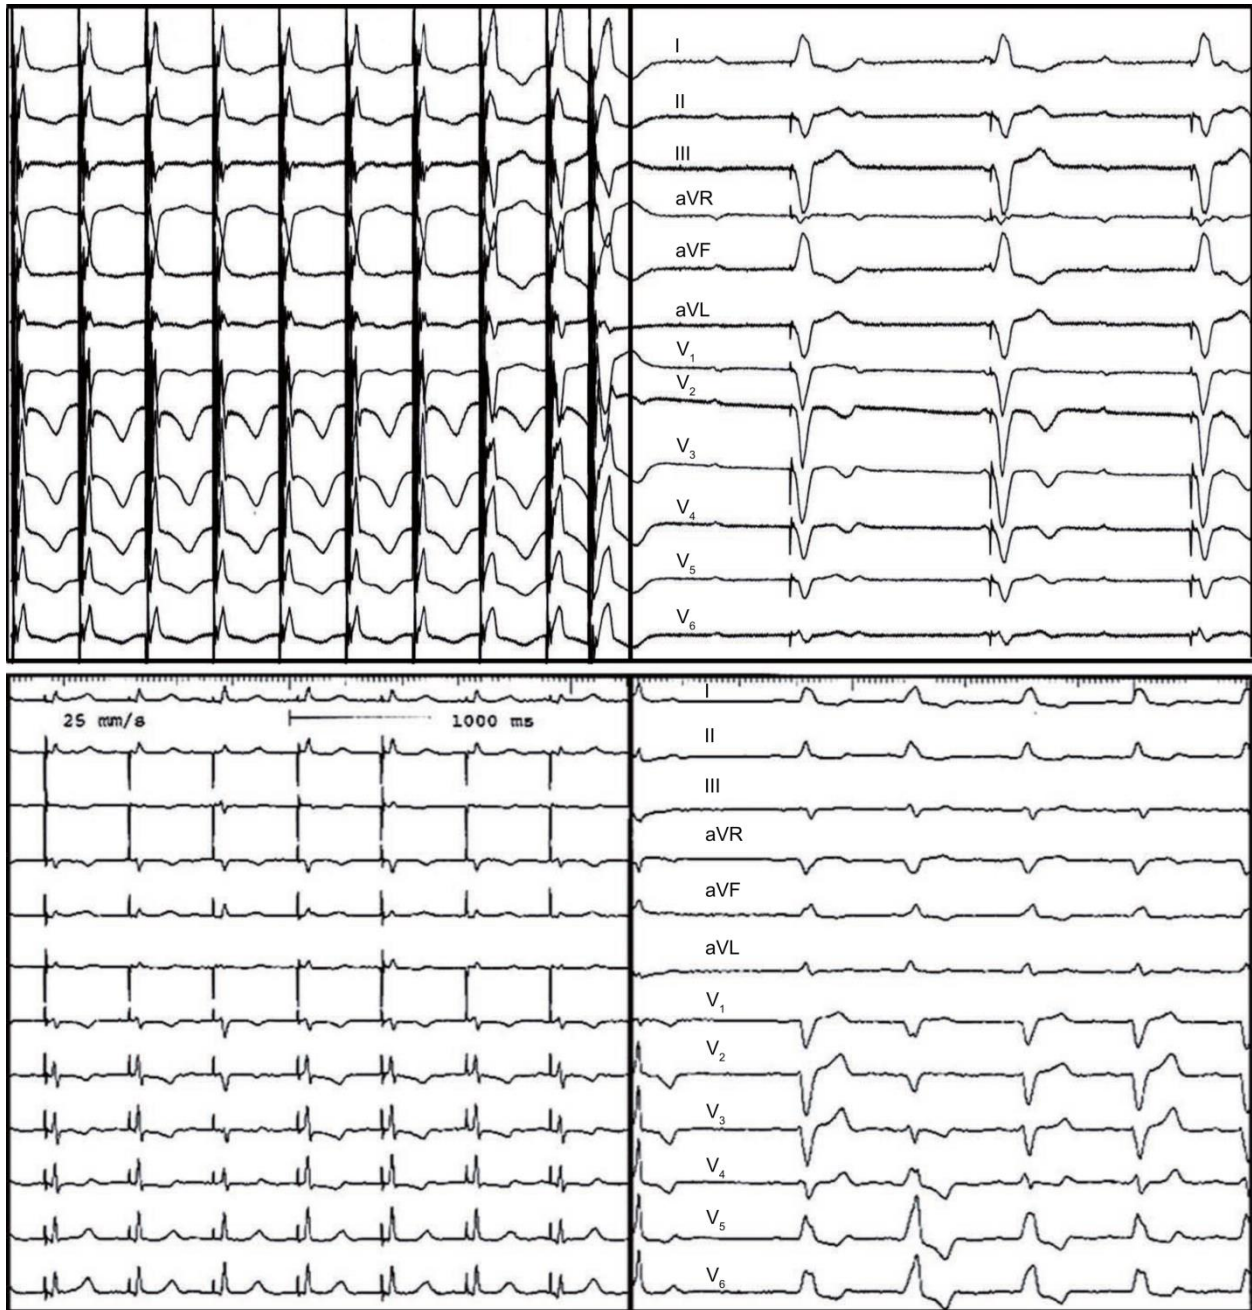 I
II
III
aVR
aVF
aVL
V₁
V₂
V₃
V₄
V₅
V₆
25 mm/s 1000 ms
I
II
III
aVR
aVF
aVL
V₁
V₂
V₃
V₄
V₅
V₆